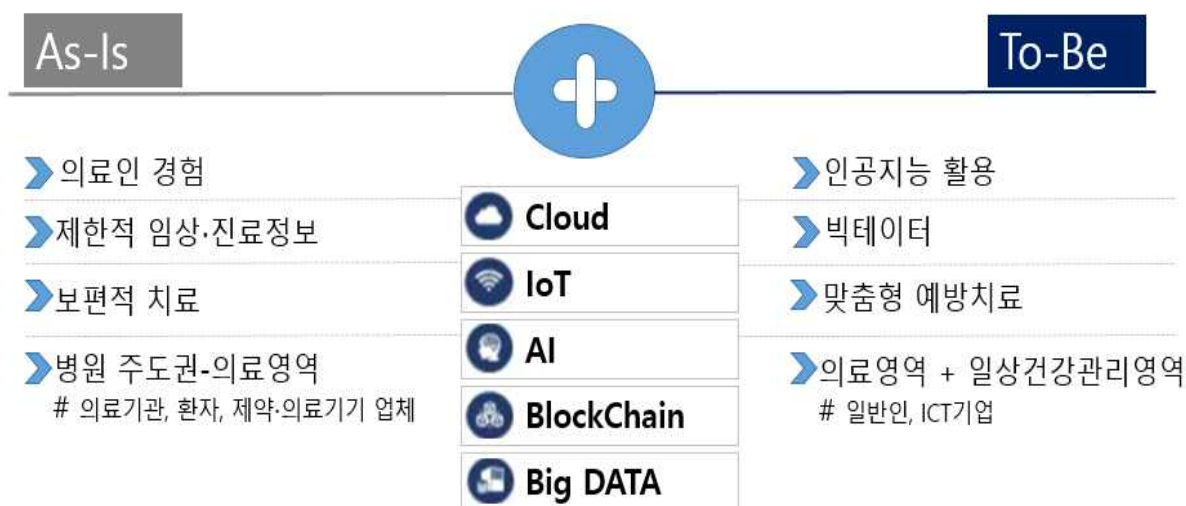 As-Is
To-Be
의료인 경험
제한적 임상·진료정보
보편적 치료
병원 주도권-의료영역
# 의료기관, 환자, 제약·의료기기 업체
Cloud
IoT
AI
BlockChain
Big DATA
인공지능 활용
빅테이터
맞춤형 예방치료
의료영역 + 일상건강관리영역
# 일반인, ICT기업